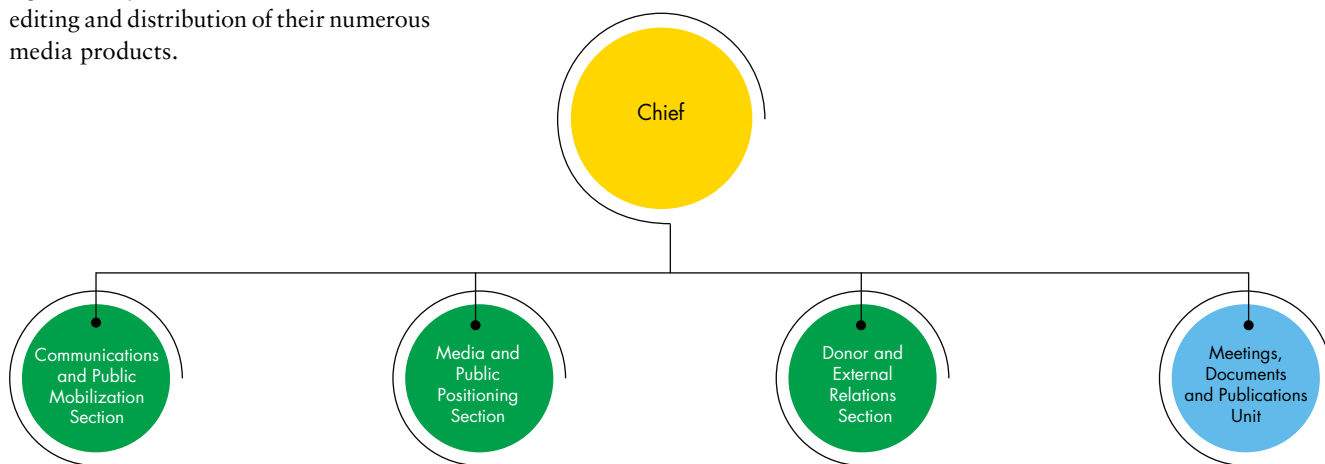 editing and distribution of their numerous
media products.
Chief
Communications
and Public
Mobilization
Section
Media and
Public
Positioning
Section
Donor and
External
Relations
Section
Meetings,
Documents
and Publications
Unit